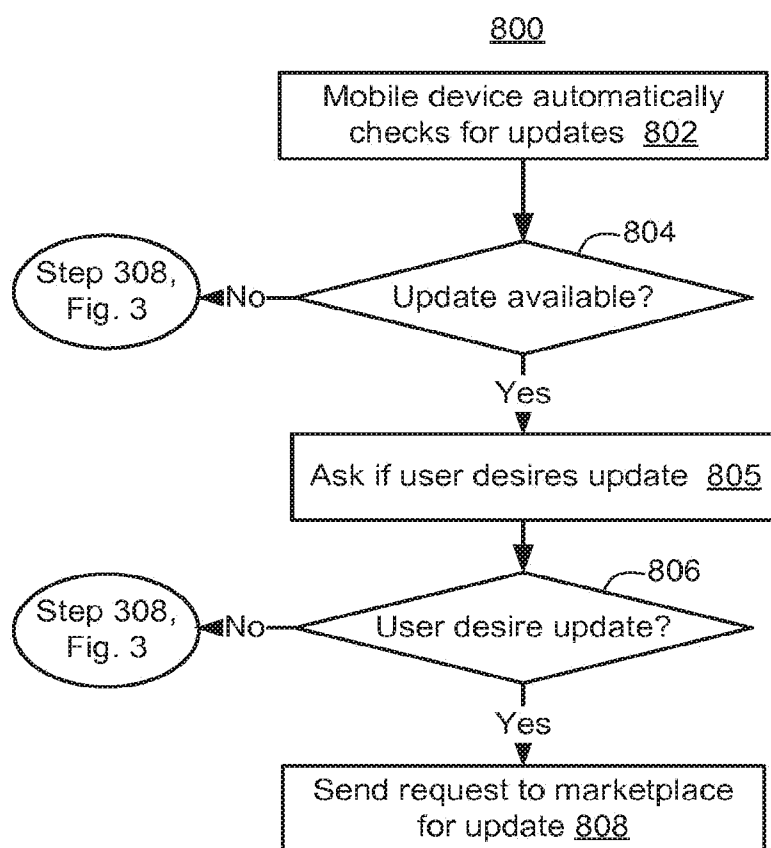 800
Mobile device automatically
checks for updates 802
804
Step 308,
Fig. 3
No
Update available?
Yes
Ask if user desires update 805
806
Step 308,
Fig. 3
No
User desire update?
Yes
Send request to marketplace
for update 808